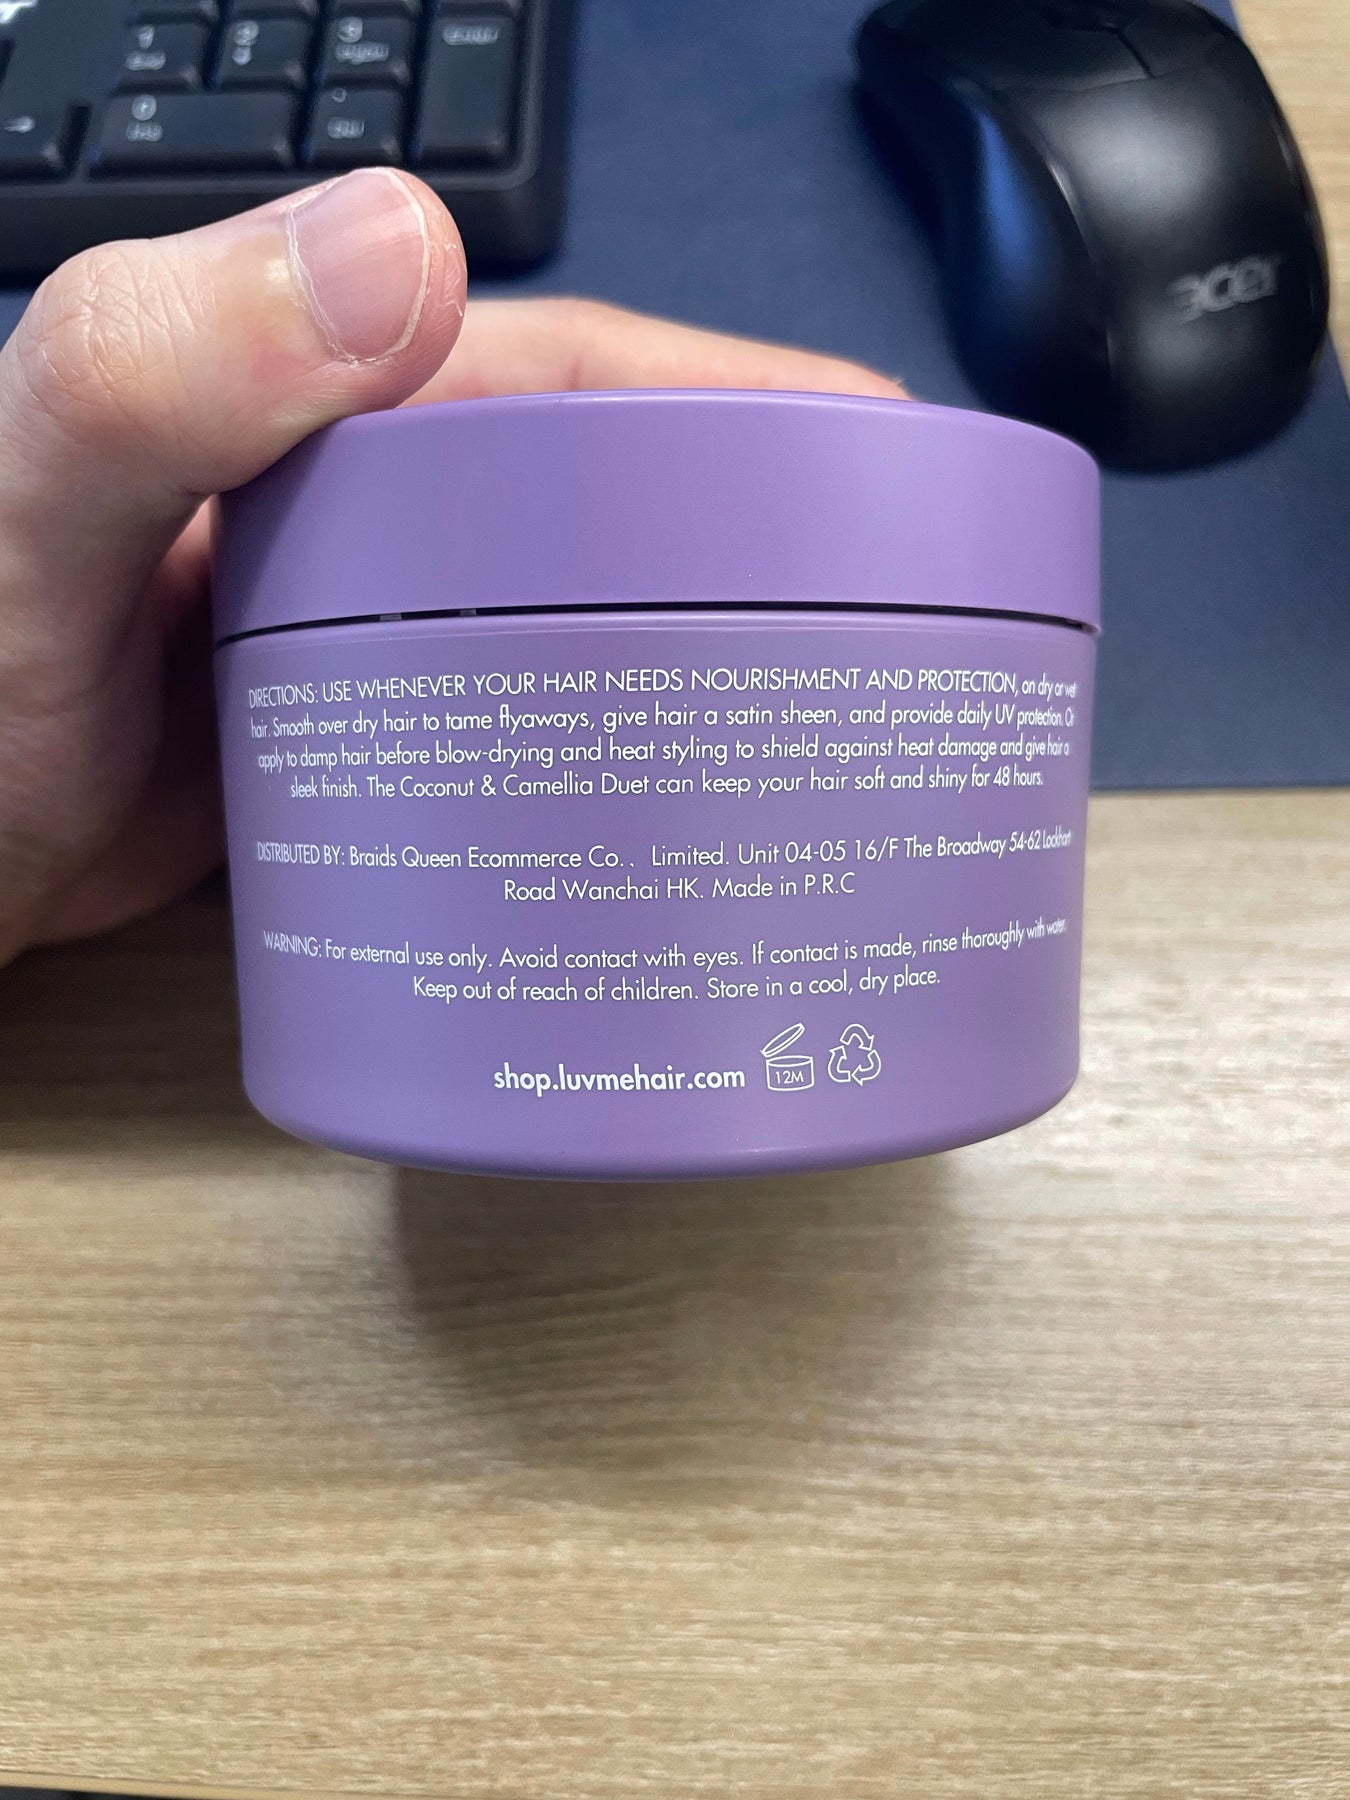 1
2
3
0
enter
acer
DIRECTIONS: USE WHENEVER YOUR HAIR NEEDS NOURISHMENT AND PROTECTION, on dry or wet
hair. Smooth over dry hair to tame flyaways, give hair a satin sheen, and provide daily UV protection. Or
apply to damp hair before blow-drying and heat styling to shield against heat damage and give hair a
sleek finish. The Coconut & Camellia Duet can keep your hair soft and shiny for 48 hours.
DISTRIBUTED BY: Braids Queen Ecommerce Co.、Limited. Unit 04-05 16/F The Broadway 54-62 Lockhart
Road Wanchai HK. Made in P.R.C
WARNING: For external use only. Avoid contact with eyes. If contact is made, rinse thoroughly with water.
Keep out of reach of children. Store in a cool, dry place.
shop.luvmehair.com
12M